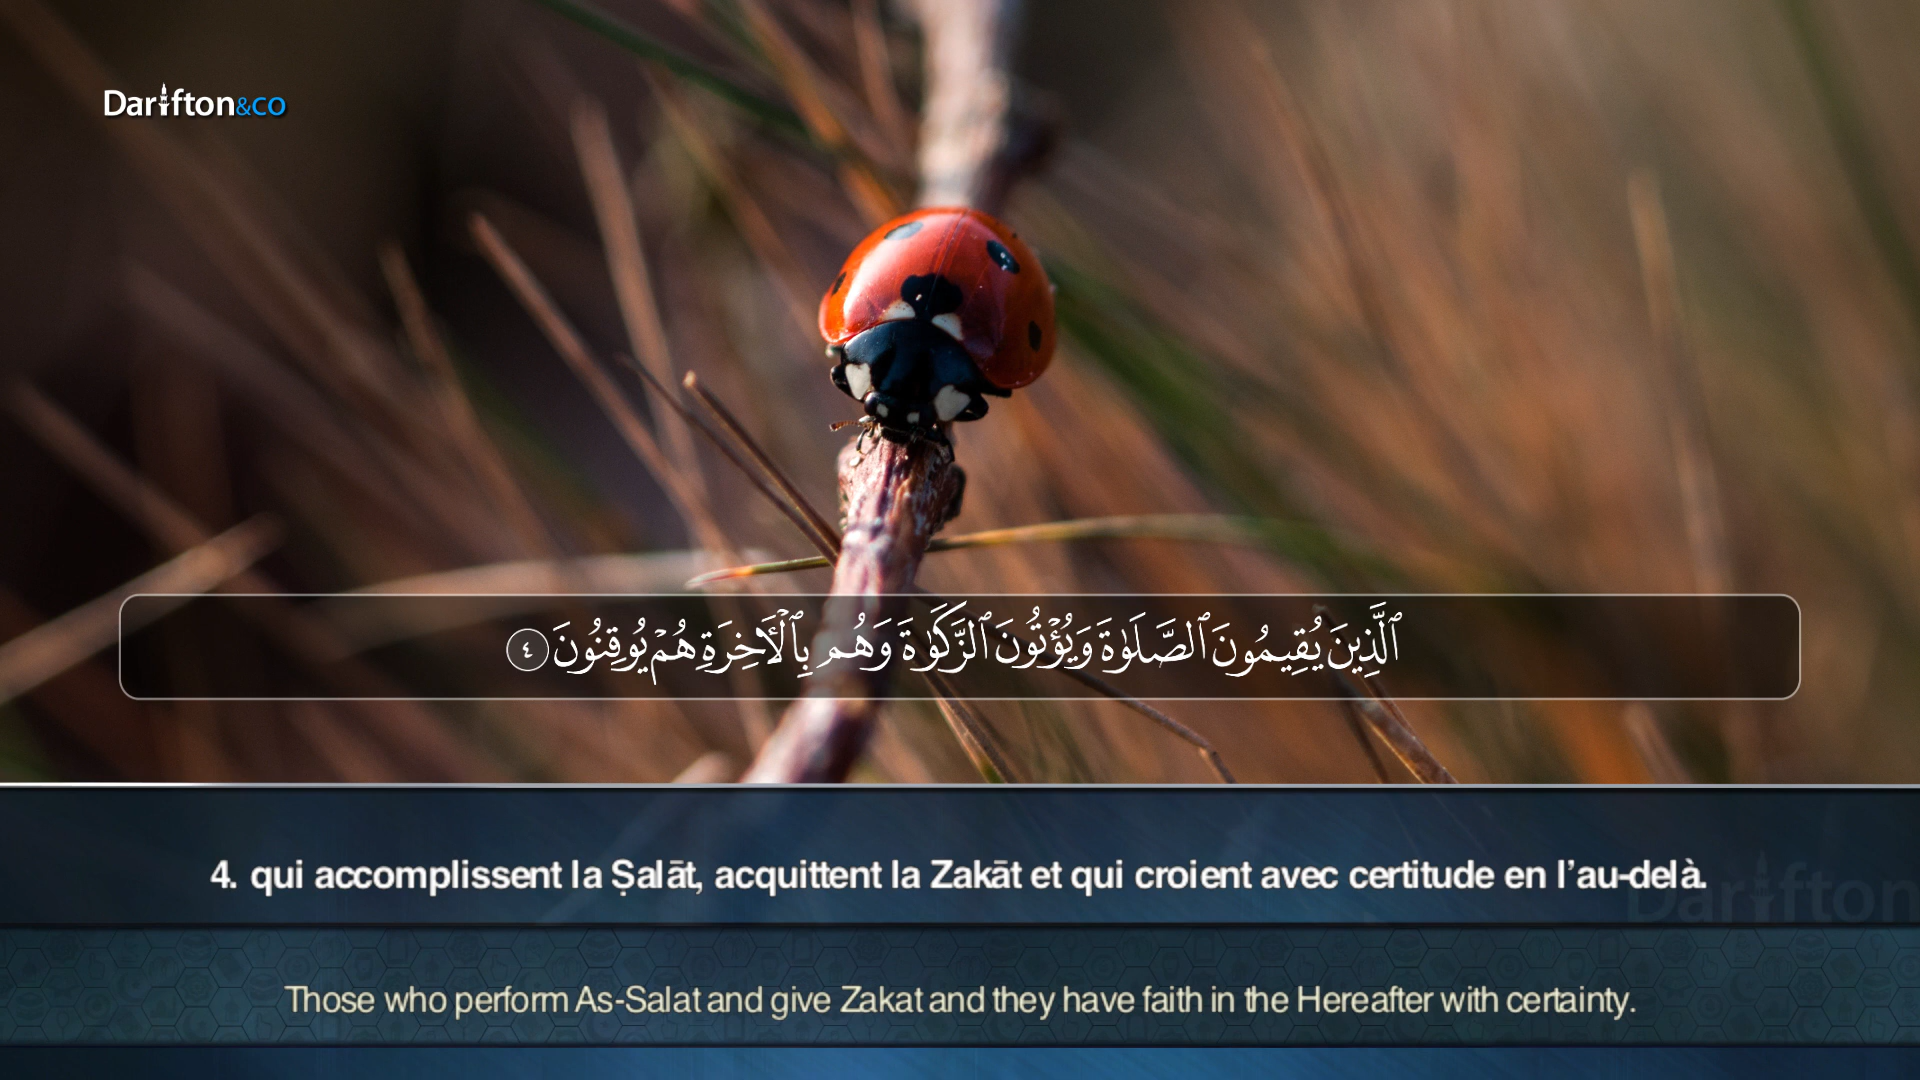 Darifton&co
ٱلَّذِينَ يُقِيمُونَ ٱلصَّلَوٰةَ وَيُؤْتُونَ ٱلزَّكَوٰةَ وَهُم بِٱلْأَخِرَةِ هُمْ يُوقِنُونَ ٤
4. qui accomplissent la Ṣalāt, acquittent la Zakāt et qui croient avec certitude en l’au-delà.
Darifton
Those who perform As-Salat and give Zakat and they have faith in the Hereafter with certainty.